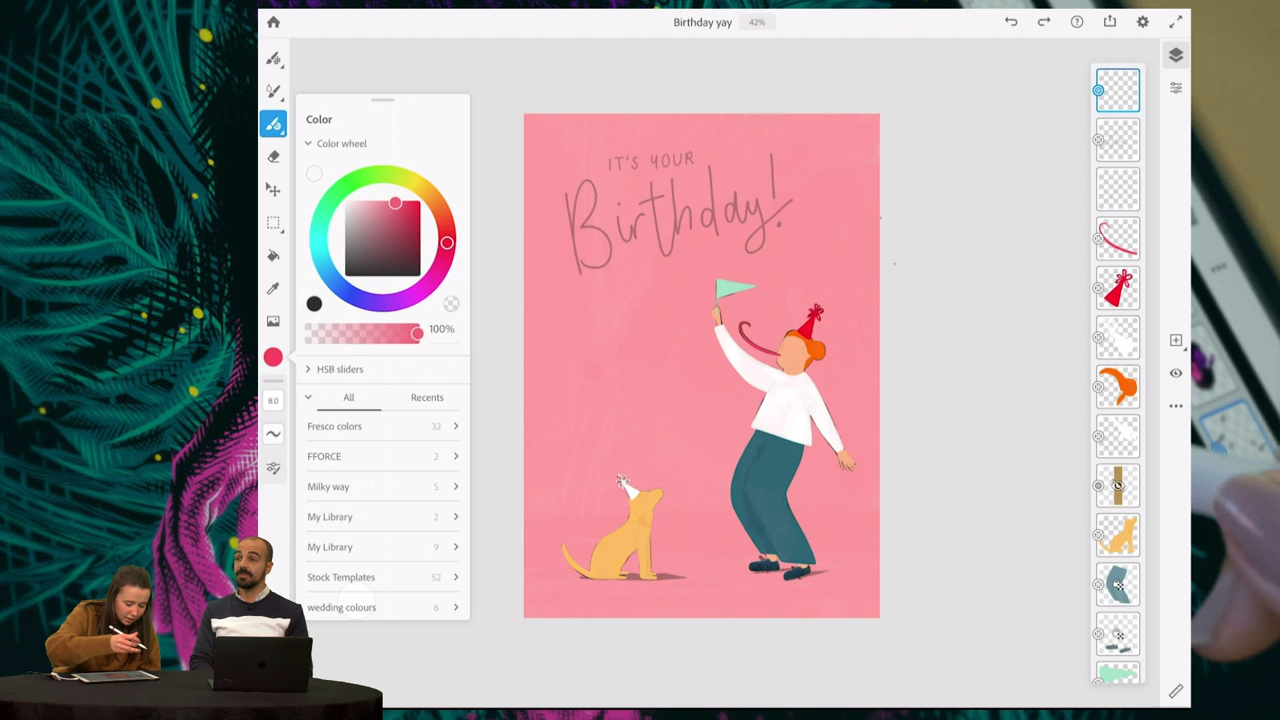 Birthday yay 42%
Color
Color wheel
100%
HSB sliders
All Recents
8.0
Fresco colors 32
FFORCE 2
Milky way 5
My Library 2
My Library 9
Stock Templates 52
wedding colours 6
IT'S YOUR
Birthday!